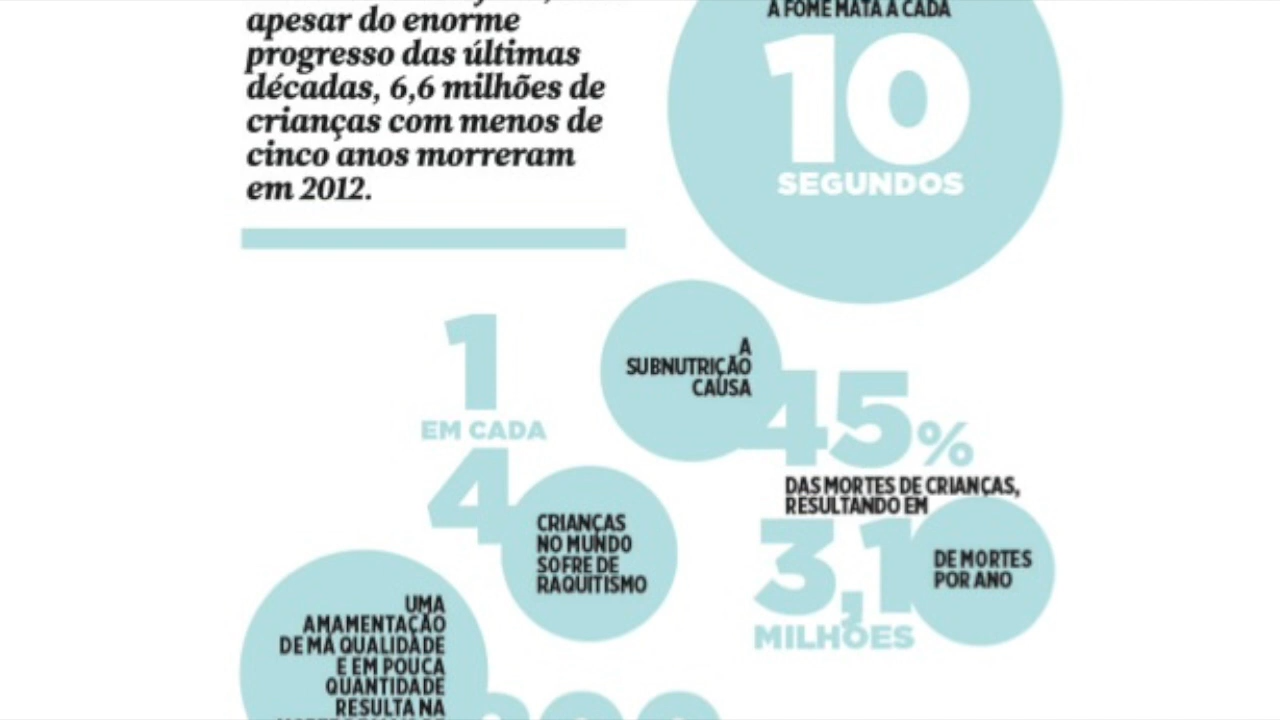 apesar do enorme
progresso das últimas
décadas, 6,6 milhões de
crianças com menos de
cinco anos morreram
em 2012.
A FOME MATA A CADA
10
SEGUNDOS
A
SUBNUTRIÇÃO
CAUSA
45%
DAS MORTES DE CRIANÇAS,
RESULTANDO EM
3,1
MILHÕES
DE MORTES
POR ANO
1
EM CADA
4
CRIANÇAS
NO MUNDO
SOFRE DE
RAQUITISMO
UMA
AMAMENTAÇÃO
DE MÁ QUALIDADE
E EM POUCA
QUANTIDADE
RESULTA NA